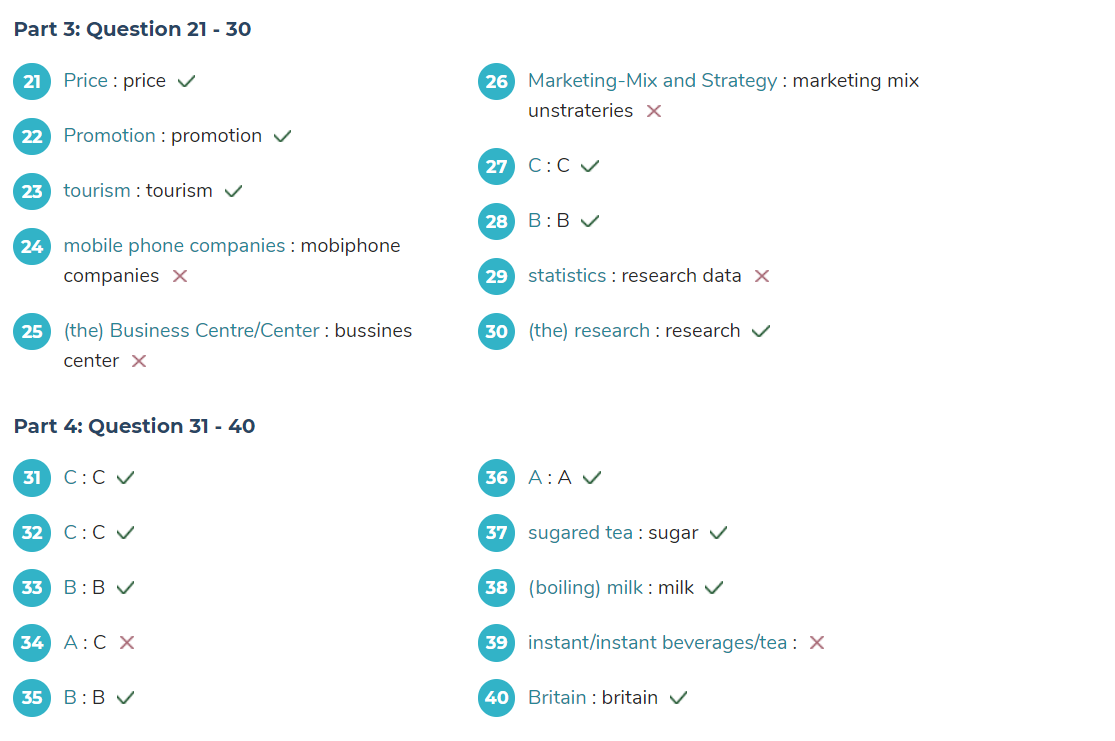 Part 3: Question 21 - 30
21 Price : price
22 Promotion : promotion
23 tourism : tourism
24 mobile phone companies : mobiphone
companies
25 (the) Business Centre/Center : bussines
center
26 Marketing-Mix and Strategy : marketing mix
unstrateries
27 C : C
28 B : B
29 statistics : research data
30 (the) research : research
Part 4: Question 31 - 40
31 C : C
32 C : C
33 B : B
34 A : C
35 B : B
36 A : A
37 sugared tea : sugar
38 (boiling) milk : milk
39 instant/instant beverages/tea :
40 Britain : britain